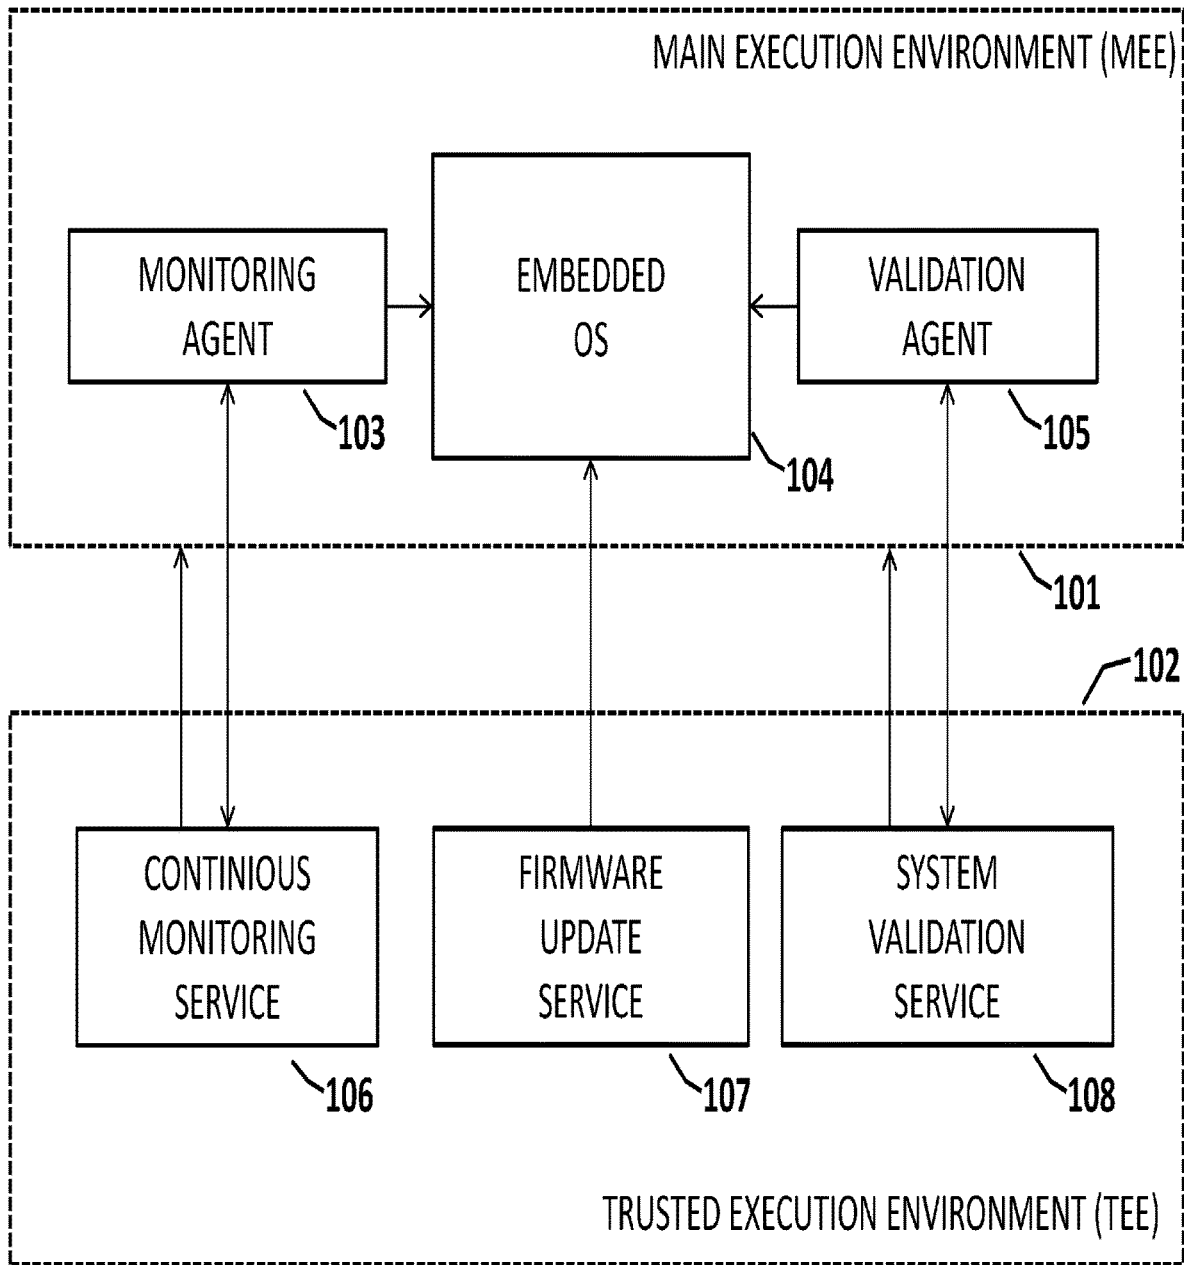 MAIN EXECUTION ENVIRONMENT (MEE)
MONITORING
AGENT
103
EMBEDDED
OS
104
VALIDATION
AGENT
105
101
102
CONTINIOUS
MONITORING
SERVICE
106
FIRMWARE
UPDATE
SERVICE
107
SYSTEM
VALIDATION
SERVICE
108
TRUSTED EXECUTION ENVIRONMENT (TEE)